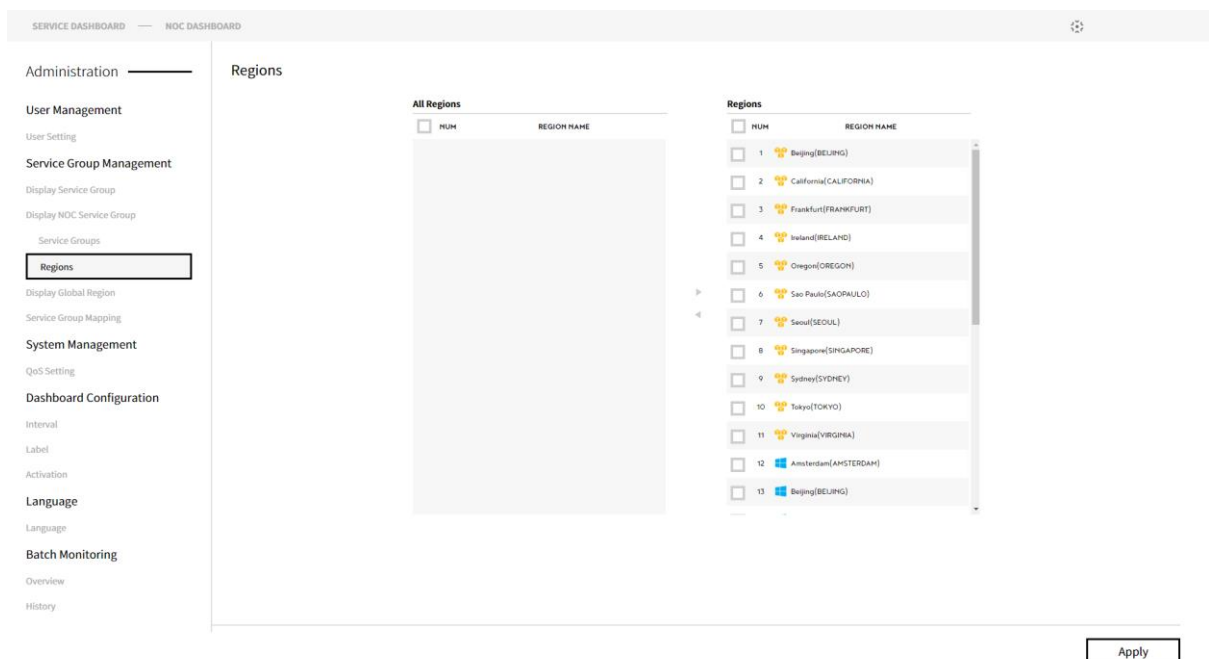 SERVICE DASHBOARD — NOC DASHBOARD
Administration
User Management
User Setting
Service Group Management
Display Service Group
Display NOC Service Group
Service Groups
Regions
Display Global Region
Service Group Mapping
System Management
QoS Setting
Dashboard Configuration
Interval
Label
Activation
Language
Language
Batch Monitoring
Overview
History
Regions
All Regions
NUM REGION NAME
Regions
NUM REGION NAME
1 Beijing(BEIJING)
2 California(CALIFORNIA)
3 Frankfurt(FRANKFURT)
4 Ireland(IRELAND)
5 Oregon(OREGON)
6 Sao Paulo(SAOPAULO)
7 Seoul(SEOUL)
8 Singapore(SINGAPORE)
9 Sydney(SYDNEY)
10 Tokyo(TOKYO)
11 Virginia(VIRGINIA)
12 Amsterdam(AMSTERDAM)
13 Beijing(BEIJING)
Apply